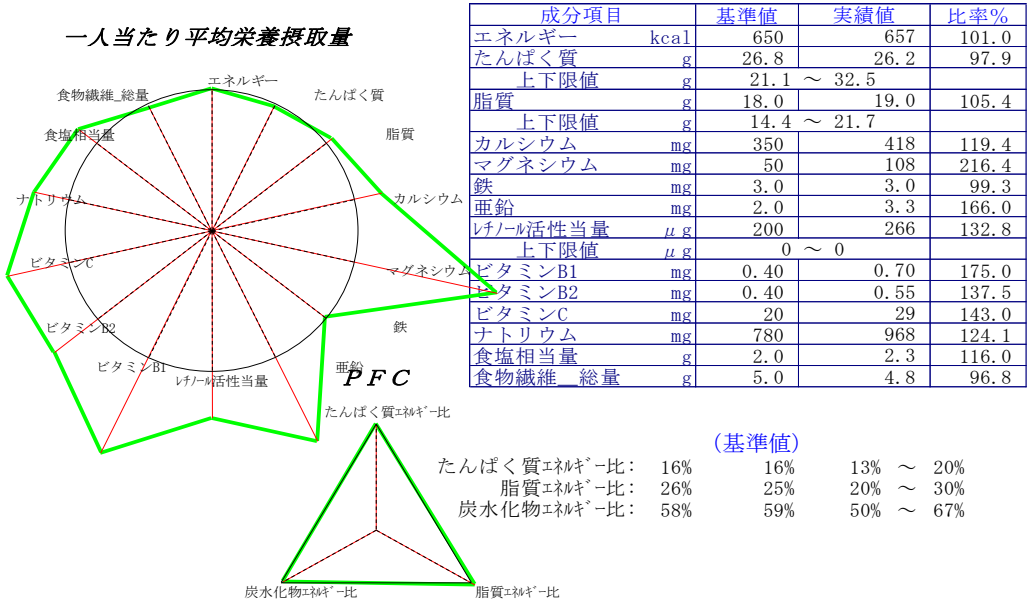 一人当たり平均栄養摂取量
エネルギー
たんぱく質
脂質
カルシウム
マグネシウム
鉄
亜鉛
ﾚﾁﾉｰﾙ活性当量
ビタミンB1
ビタミンB2
ビタミンC
ナトリウム
食塩相当量
食物繊維_総量
成分項目 基準値 実績値 比率%
エネルギー kcal 650 657 101.0
たんぱく質 g 26.8 26.2 97.9
上下限値 g 21.1 ～ 32.5
脂質 g 18.0 19.0 105.4
上下限値 g 14.4 ～ 21.7
カルシウム mg 350 418 119.4
マグネシウム mg 50 108 216.4
鉄 mg 3.0 3.0 99.3
亜鉛 mg 2.0 3.3 166.0
ﾚﾁﾉｰﾙ活性当量 μg 200 266 132.8
上下限値 μg 0 ～ 0
ビタミンB1 mg 0.40 0.70 175.0
ビタミンB2 mg 0.40 0.55 137.5
ビタミンC mg 20 29 143.0
ナトリウム mg 780 968 124.1
食塩相当量 g 2.0 2.3 116.0
食物繊維__総量 g 5.0 4.8 96.8
PFC
たんぱく質ｴﾈﾙｷﾞｰ比
炭水化物ｴﾈﾙｷﾞｰ比
脂質ｴﾈﾙｷﾞｰ比
(基準値)
たんぱく質ｴﾈﾙｷﾞｰ比： 16% 16% 13% ～ 20%
脂質ｴﾈﾙｷﾞｰ比： 26% 25% 20% ～ 30%
炭水化物ｴﾈﾙｷﾞｰ比： 58% 59% 50% ～ 67%